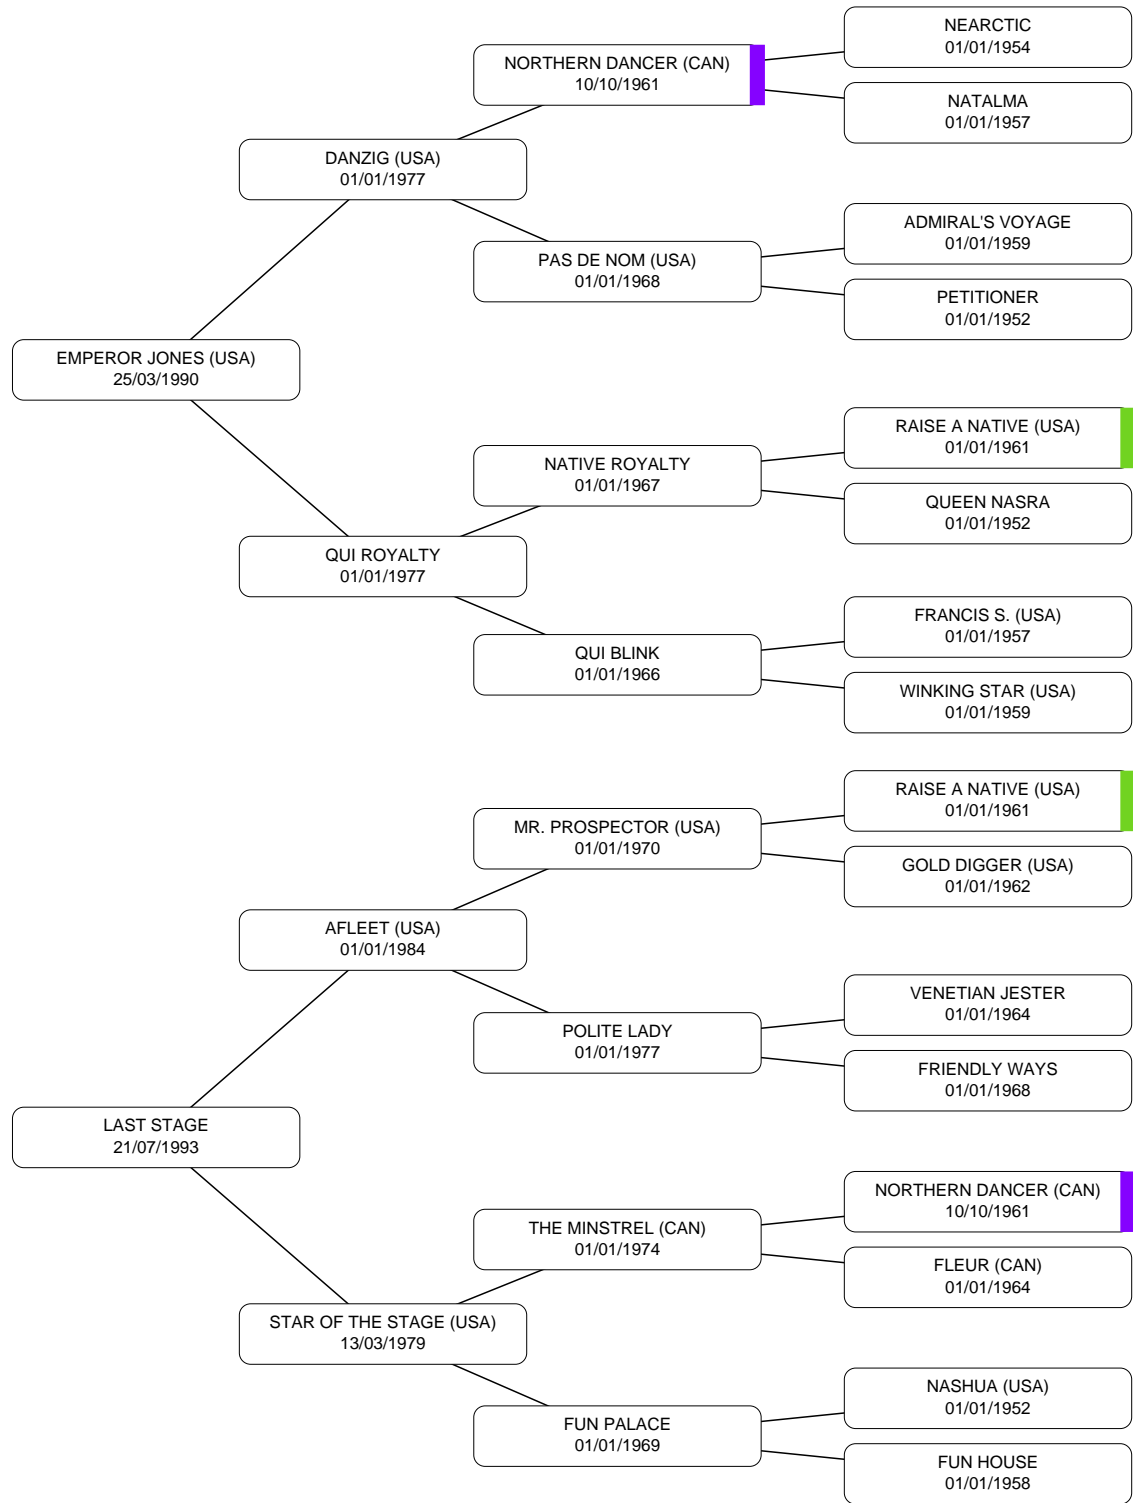 NEARCTIC
01/01/1954
NORTHERN DANCER (CAN)
10/10/1961
NATALMA
01/01/1957
DANZIG (USA)
01/01/1977
ADMIRAL'S VOYAGE
01/01/1959
PAS DE NOM (USA)
01/01/1968
PETITIONER
01/01/1952
EMPEROR JONES (USA)
25/03/1990
RAISE A NATIVE (USA)
01/01/1961
NATIVE ROYALTY
01/01/1967
QUEEN NASRA
01/01/1952
QUI ROYALTY
01/01/1977
FRANCIS S. (USA)
01/01/1957
QUI BLINK
01/01/1966
WINKING STAR (USA)
01/01/1959
RAISE A NATIVE (USA)
01/01/1961
MR. PROSPECTOR (USA)
01/01/1970
GOLD DIGGER (USA)
01/01/1962
AFLEET (USA)
01/01/1984
VENETIAN JESTER
01/01/1964
POLITE LADY
01/01/1977
FRIENDLY WAYS
01/01/1968
LAST STAGE
21/07/1993
NORTHERN DANCER (CAN)
10/10/1961
THE MINSTREL (CAN)
01/01/1974
FLEUR (CAN)
01/01/1964
STAR OF THE STAGE (USA)
13/03/1979
NASHUA (USA)
01/01/1952
FUN PALACE
01/01/1969
FUN HOUSE
01/01/1958